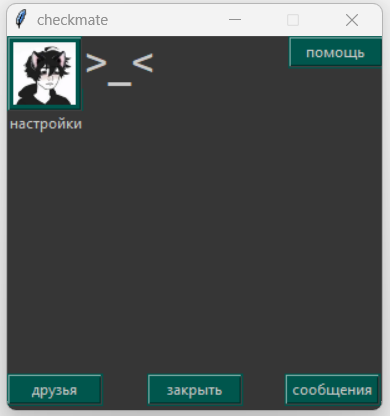 checkmate
>_<
помощь
настройки
друзья
закрыть
сообщения